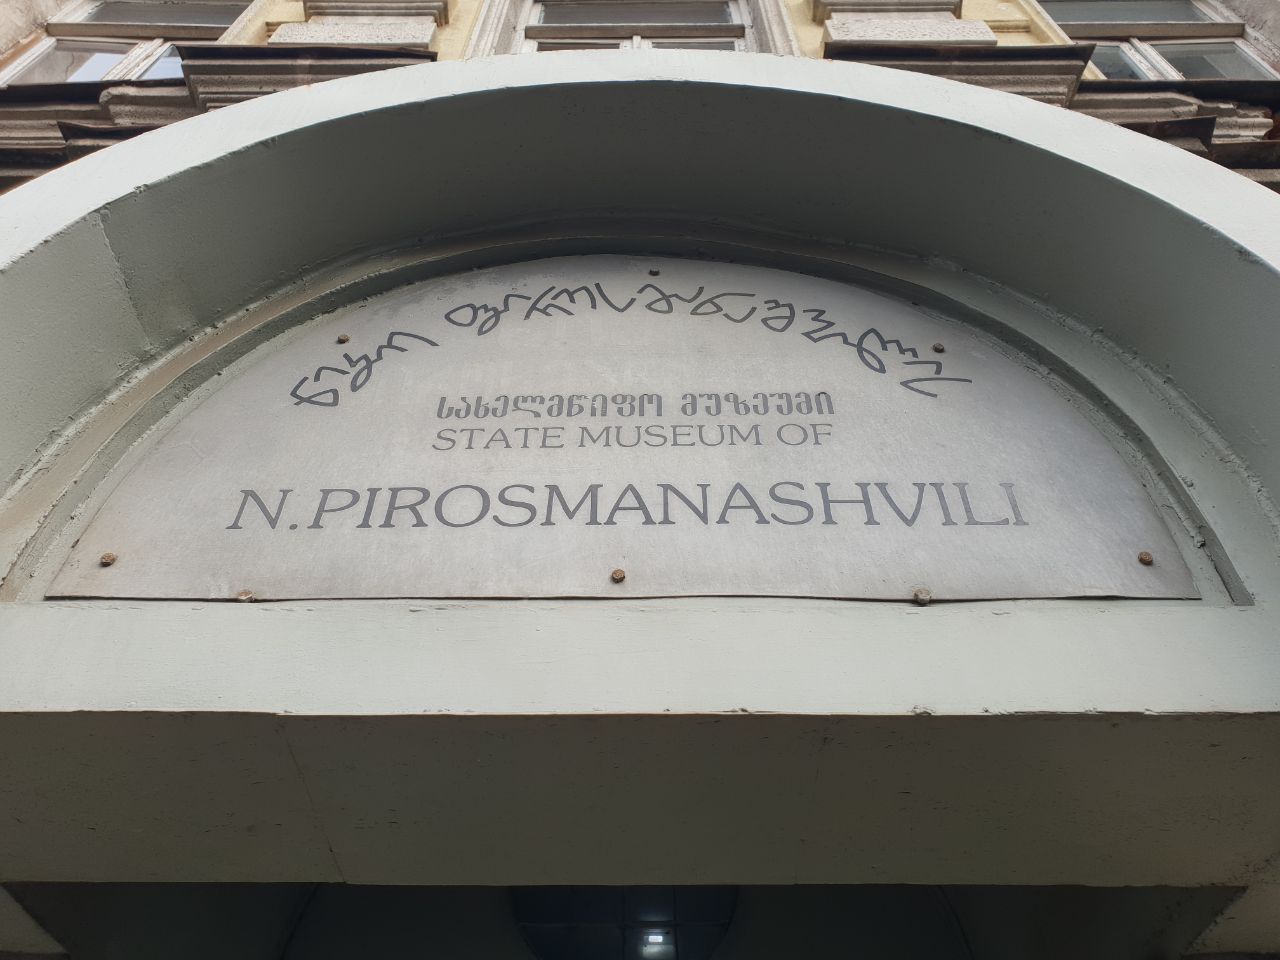 ნიკო ფიროსმანაშვილის
სახელმწიფო მუზეუმი
STATE MUSEUM OF
N.PIROSMANASHVILI